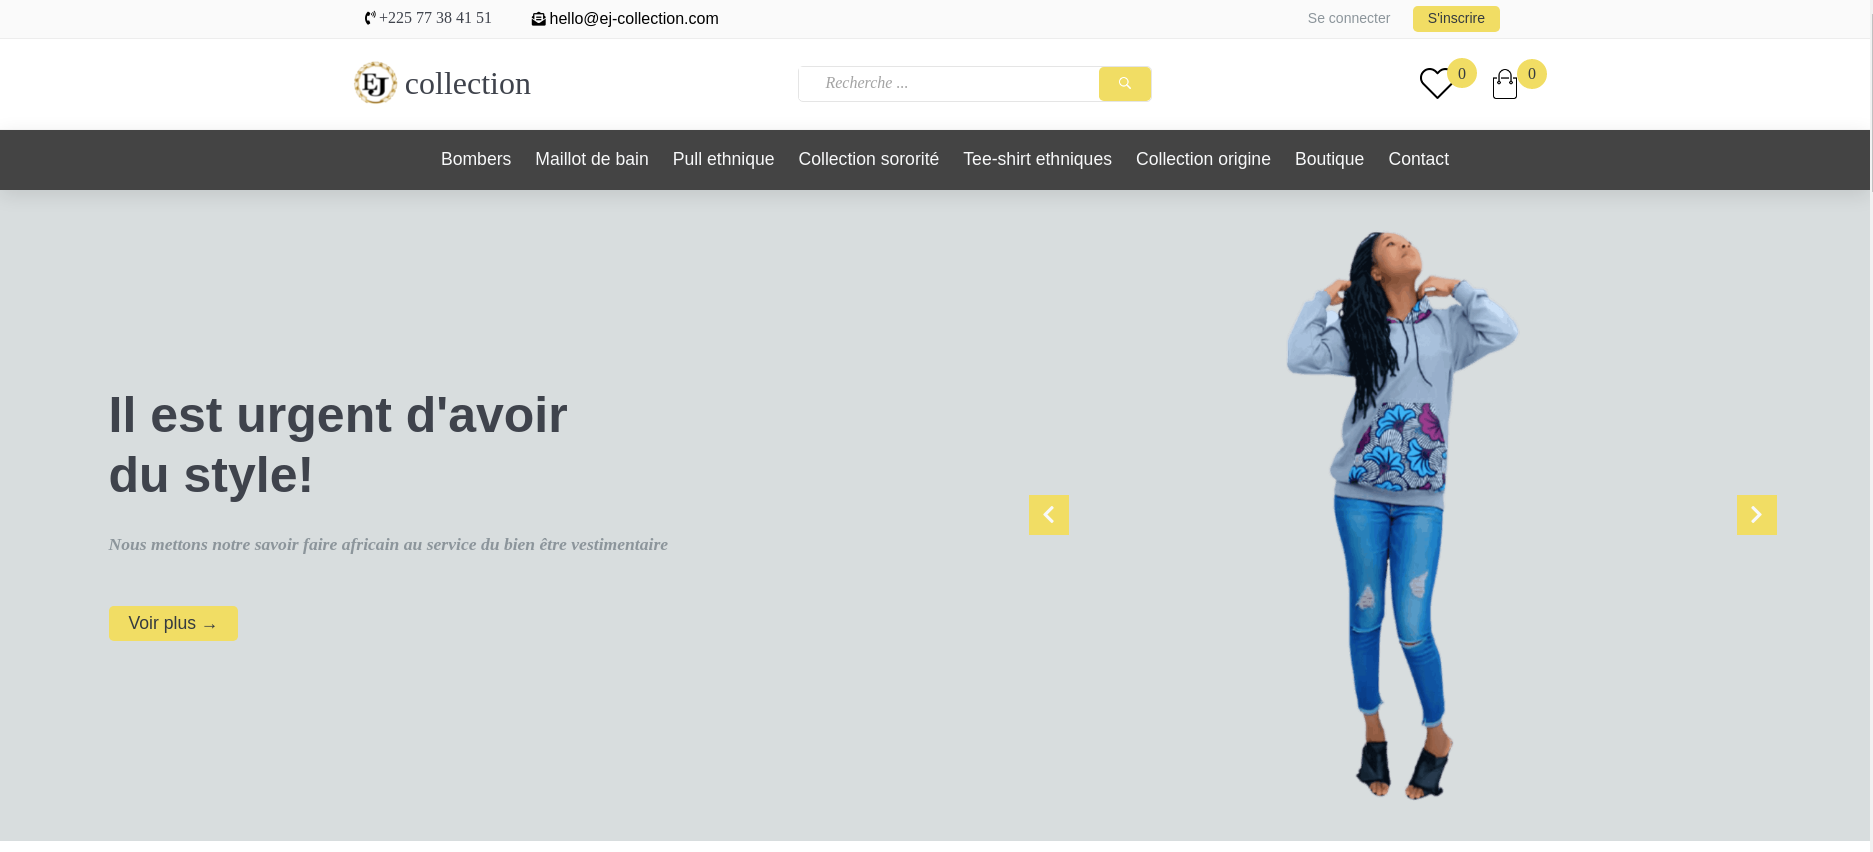 +225 77 38 41 51 hello@ej-collection.com Se connecter S'inscrire
EJ collection Recherche ... 0 0
Bombers Maillot de bain Pull ethnique Collection sororité Tee-shirt ethniques Collection origine Boutique Contact
Il est urgent d'avoir
du style!
Nous mettons notre savoir faire africain au service du bien être vestimentaire
Voir plus →